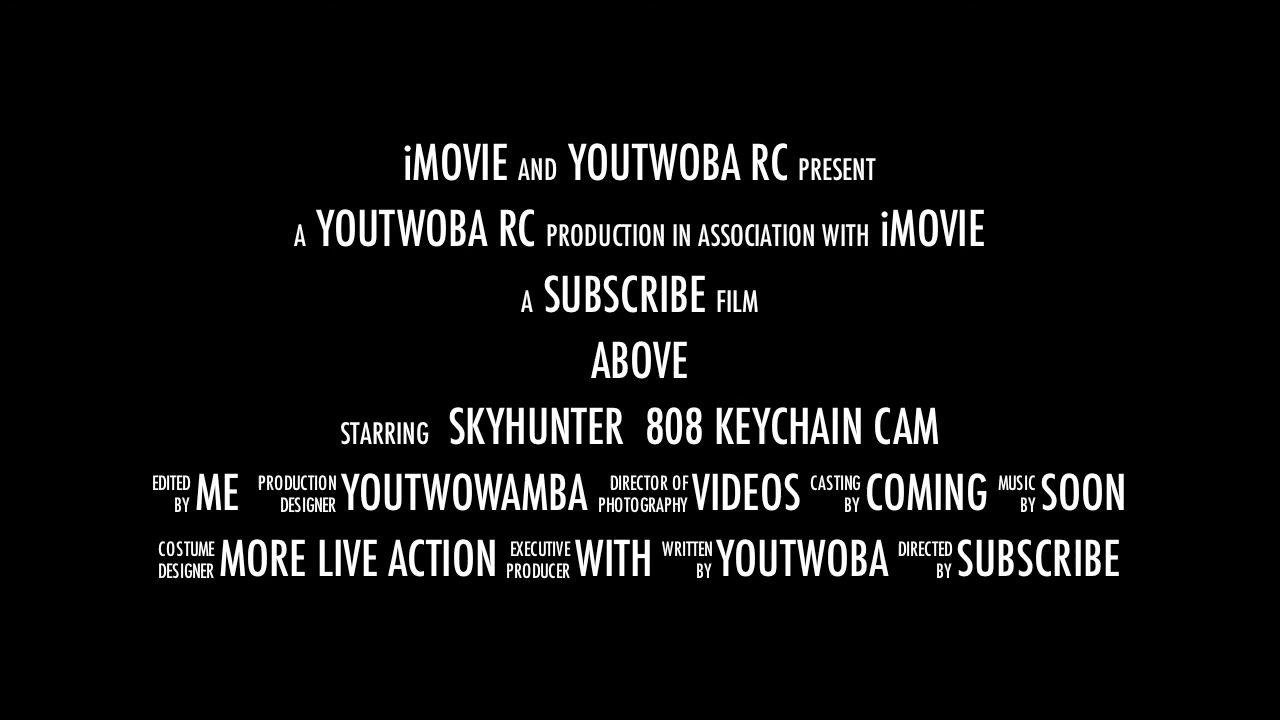 iMOVIE AND YOUTWOBA RC PRESENT
A YOUTWOBA RC PRODUCTION IN ASSOCIATION WITH iMOVIE
A SUBSCRIBE FILM
ABOVE
STARRING SKYHUNTER 808 KEYCHAIN CAM
EDITED BY ME PRODUCTION DESIGNER YOUTWOWAMBA DIRECTOR OF PHOTOGRAPHY VIDEOS CASTING BY COMING MUSIC BY SOON
COSTUME DESIGNER MORE LIVE ACTION EXECUTIVE PRODUCER WITH WRITTEN BY YOUTWOBA DIRECTED BY SUBSCRIBE